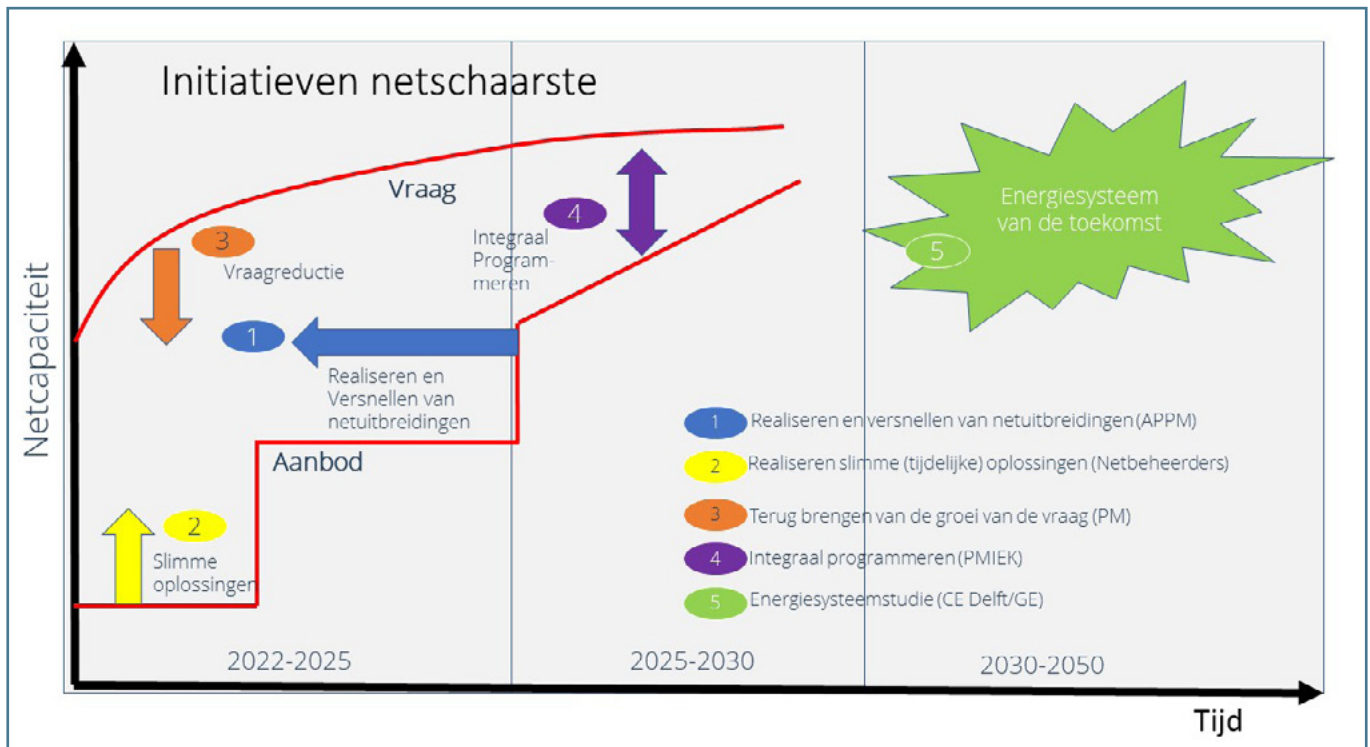 Initiatieven netschaarste
Netcapaciteit
Vraag
3
Vraagreductie
4
Integraal
Program-
meren
1
Realiseren en
Versnellen van
netuitbreidingen
Aanbod
2
Slimme
oplossingen
Energiesysteem
van de toekomst
5
1 Realiseren en versnellen van netuitbreidingen (APPM)
2 Realiseren slimme (tijdelijke) oplossingen (Netbeheerders)
3 Terug brengen van de groei van de vraag (PM)
4 Integraal programmeren (PMIEK)
5 Energiesysteemstudie (CE Delft/GE)
2022-2025
2025-2030
2030-2050
Tijd